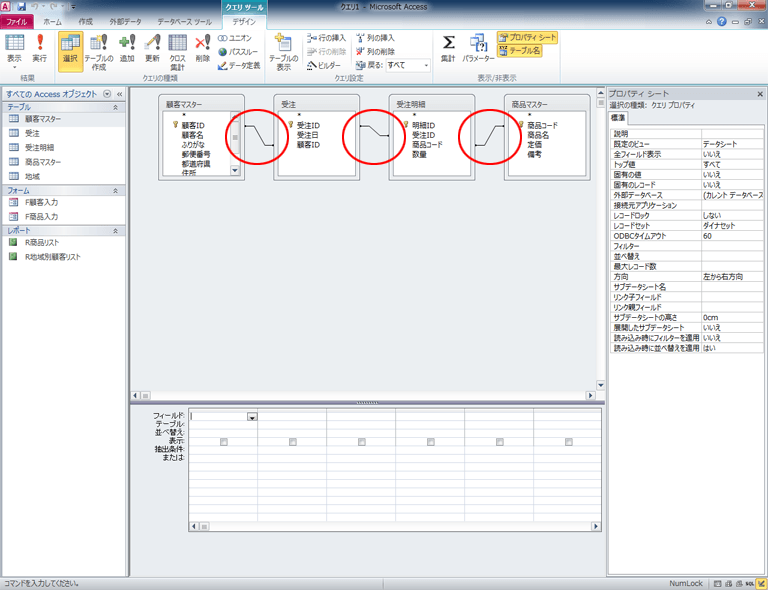 クエリ ツール
クエリ1 - Microsoft Access
ファイル
ホーム
作成
外部データ
データベース ツール
デザイン
表示
実行
結果
選択
テーブルの作成
追加
更新
クロス集計
削除
ユニオン
パススルー
データ定義
クエリの種類
テーブルの表示
行の挿入
行の削除
ビルダー
列の挿入
列の削除
戻る: すべて
クエリ設定
集計
パラメーター
プロパティ シート
テーブル名
表示/非表示
すべての Access オブジェクト
テーブル
顧客マスター
受注
受注明細
商品マスター
地域
フォーム
F顧客入力
F商品入力
レポート
R商品リスト
R地域別顧客リスト
顧客マスター
*
顧客ID
顧客名
ふりがな
郵便番号
都道府県
住所
受注
*
受注ID
受注日
顧客ID
受注明細
*
明細ID
受注ID
商品コード
数量
商品マスター
*
商品コード
商品名
定価
備考
フィールド:
テーブル:
並べ替え:
表示:
抽出条件:
または:
プロパティ シート
選択の種類: クエリ プロパティ
標準
説明
既定のビュー データシート
全フィールド表示 いいえ
トップ値 すべて
固有の値 いいえ
固有のレコード いいえ
外部データベース (カレント データベース
接続元アプリケーション
レコードロック しない
レコードセット ダイナセット
ODBCタイムアウト 60
フィルター
並べ替え
最大レコード数
方向 左から右方向
サブデータシート名
リンク子フィールド
リンク親フィールド
サブデータシートの高さ 0cm
展開したサブデータシート いいえ
読み込み時にフィルターを適用 いいえ
読み込み時に並べ替えを適用 はい
コマンドを入力してください。
NumLock
SQL